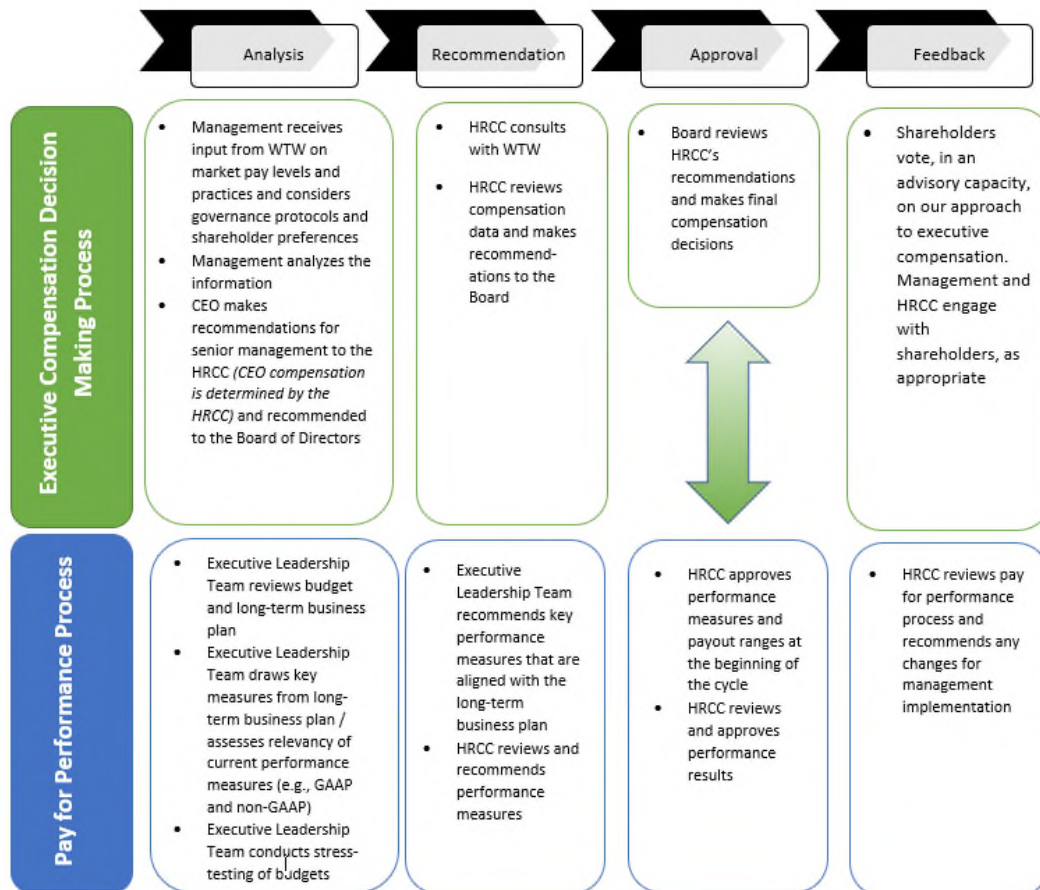 Analysis
Recommendation
Approval
Feedback
Executive Compensation Decision
Making Process
• Management receives
input from WTW on
market pay levels and
practices and considers
governance protocols and
shareholder preferences
• Management analyzes the
information
• CEO makes
recommendations for
senior management to the
HRCC (CEO compensation
is determined by the
HRCC) and recommended
to the Board of Directors
• HRCC consults
with WTW
• HRCC reviews
compensation
data and makes
recommend-
ations to the
Board
• Board reviews
HRCC's
recommendations
and makes final
compensation
decisions
• Shareholders
vote, in an
advisory capacity,
on our approach
to executive
compensation.
Management and
HRCC engage
with
shareholders, as
appropriate
Pay for Performance Process
• Executive Leadership
Team reviews budget
and long-term business
plan
• Executive Leadership
Team draws key
measures from long-
term business plan /
assesses relevancy of
current performance
measures (e.g., GAAP
and non-GAAP)
• Executive Leadership
Team conducts stress-
testing of budgets
• Executive
Leadership Team
recommends key
performance
measures that are
aligned with the
long-term
business plan
• HRCC reviews and
recommends
performance
measures
• HRCC approves
performance
measures and
payout ranges at
the beginning of
the cycle
• HRCC reviews
and approves
performance
results
• HRCC reviews pay
for performance
process and
recommends any
changes for
management
implementation